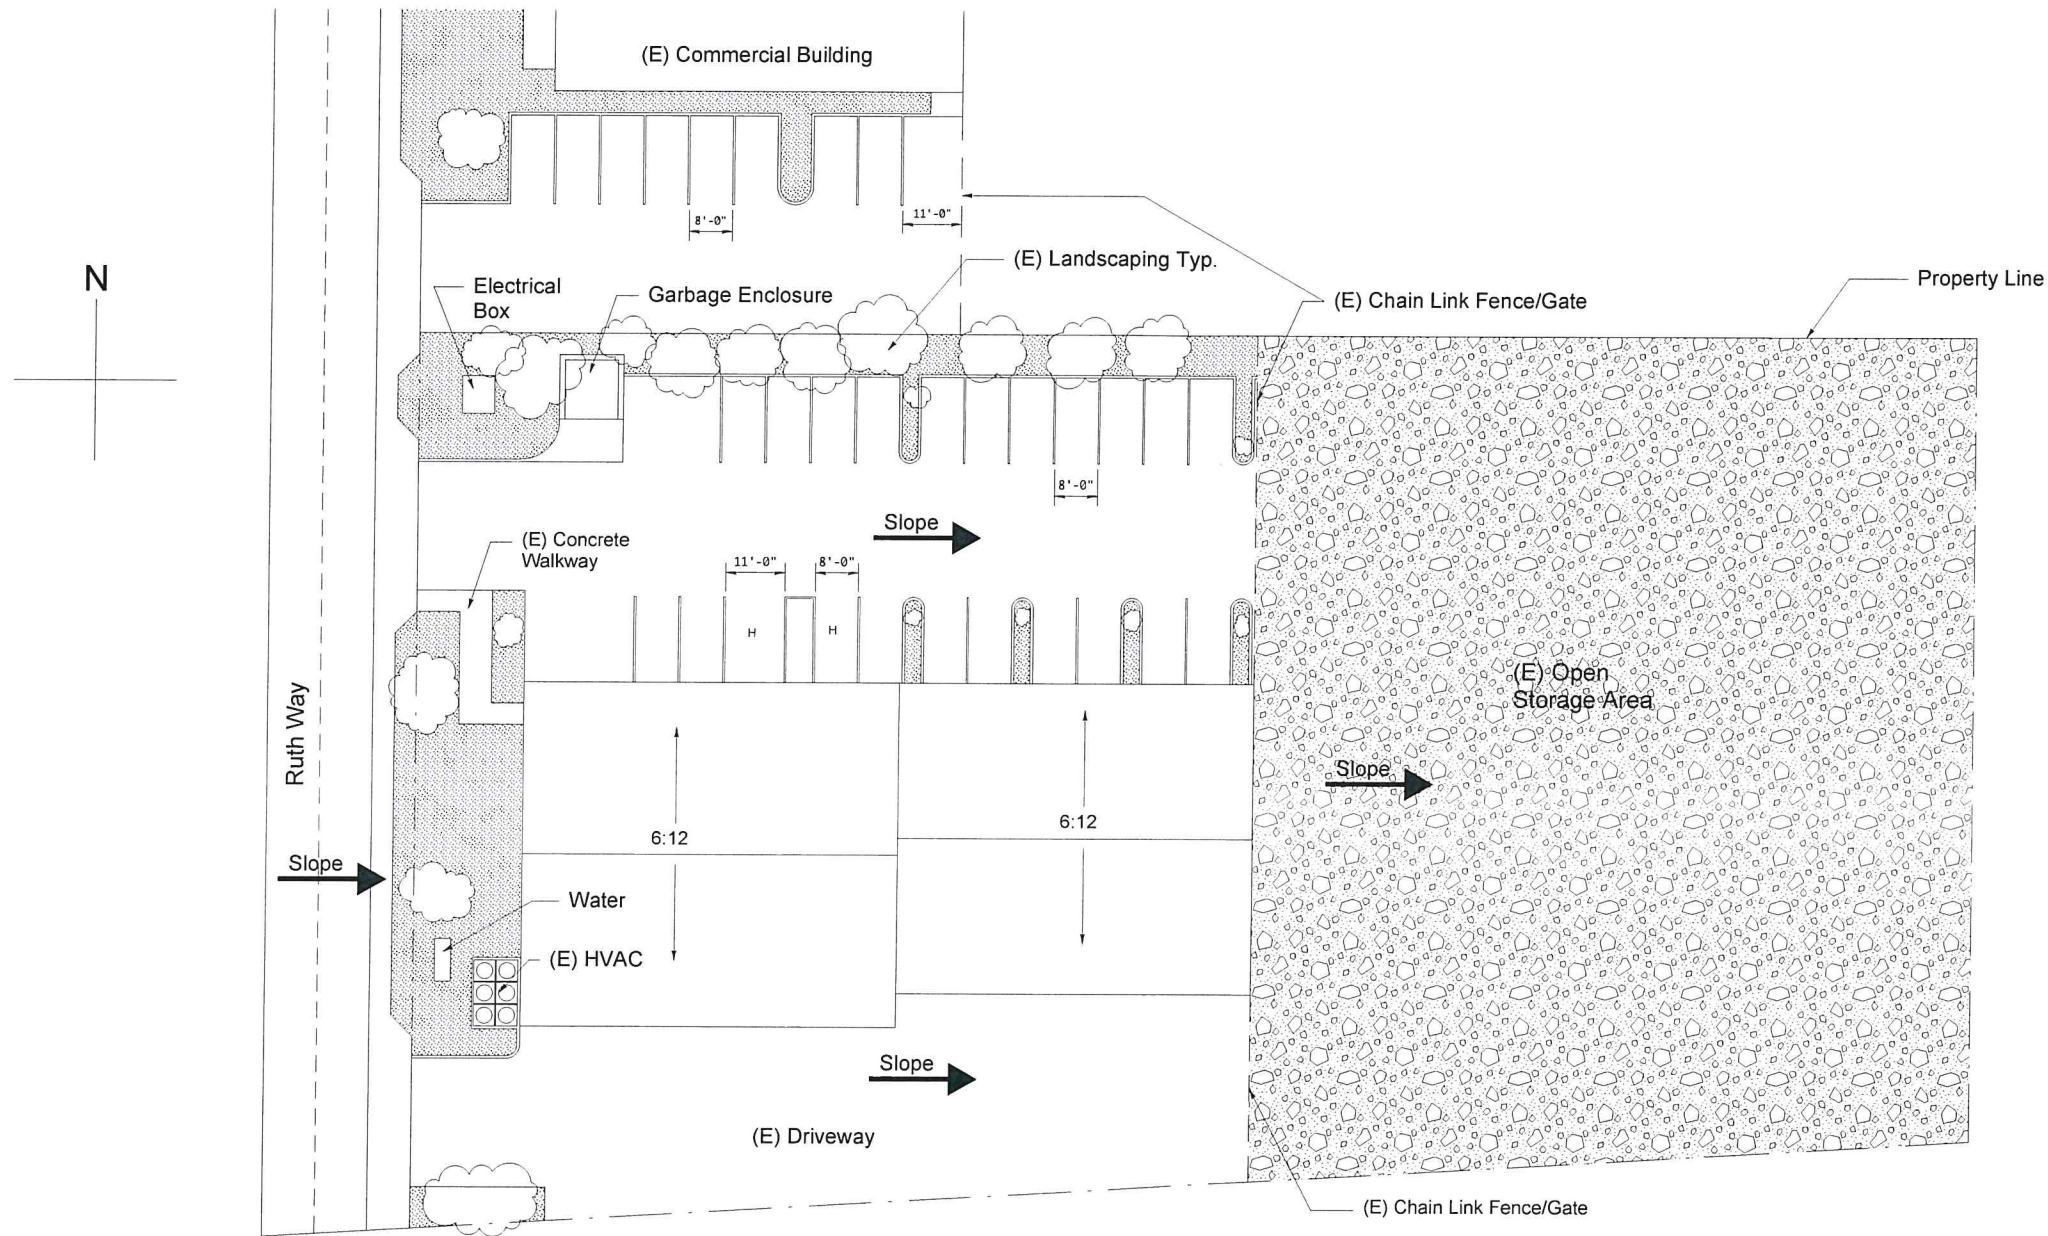 (E) Commercial Building
8'-0"
11'-0"
N
(E) Landscaping Typ.
Electrical
Box
Garbage Enclosure
(E) Chain Link Fence/Gate
Property Line
8'-0"
Slope
(E) Concrete
Walkway
11'-0"
8'-0"
H
H
(E) Open
Storage Area
Ruth Way
Slope
6:12
6:12
Slope
Water
(E) HVAC
Slope
(E) Driveway
(E) Chain Link Fence/Gate